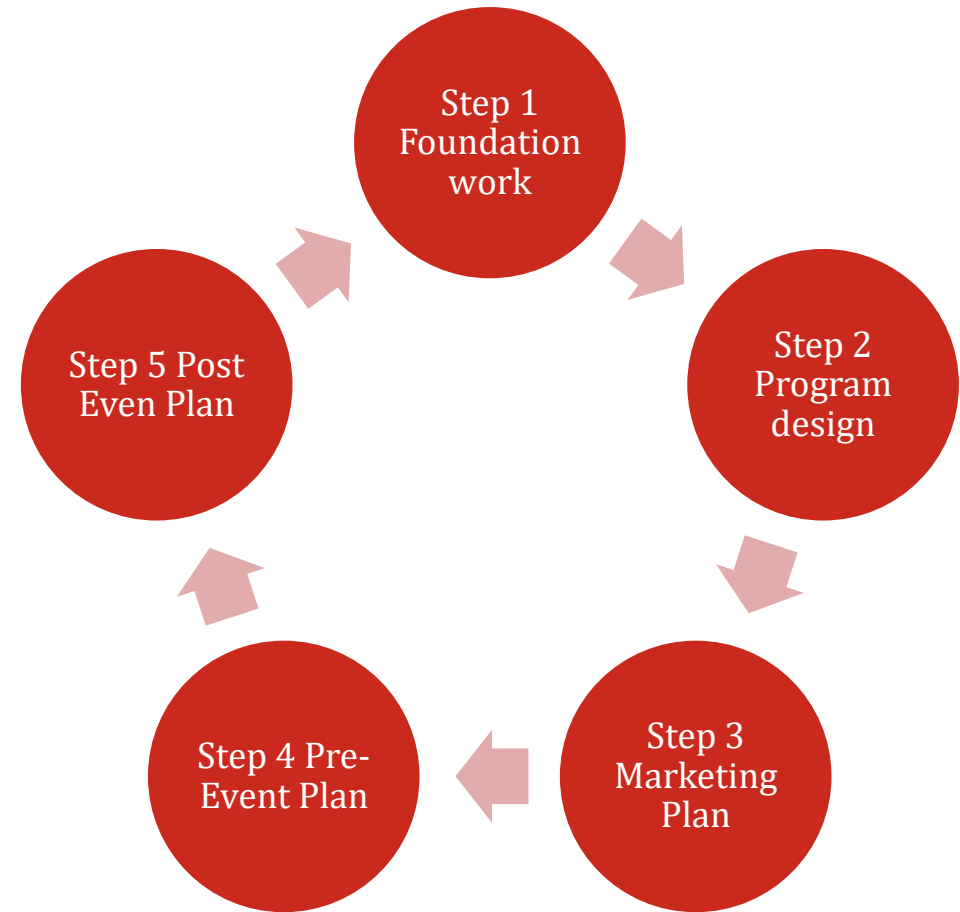 Step 1
Foundation
work
Step 2
Program
design
Step 3
Marketing
Plan
Step 4 Pre-
Event Plan
Step 5 Post
Even Plan